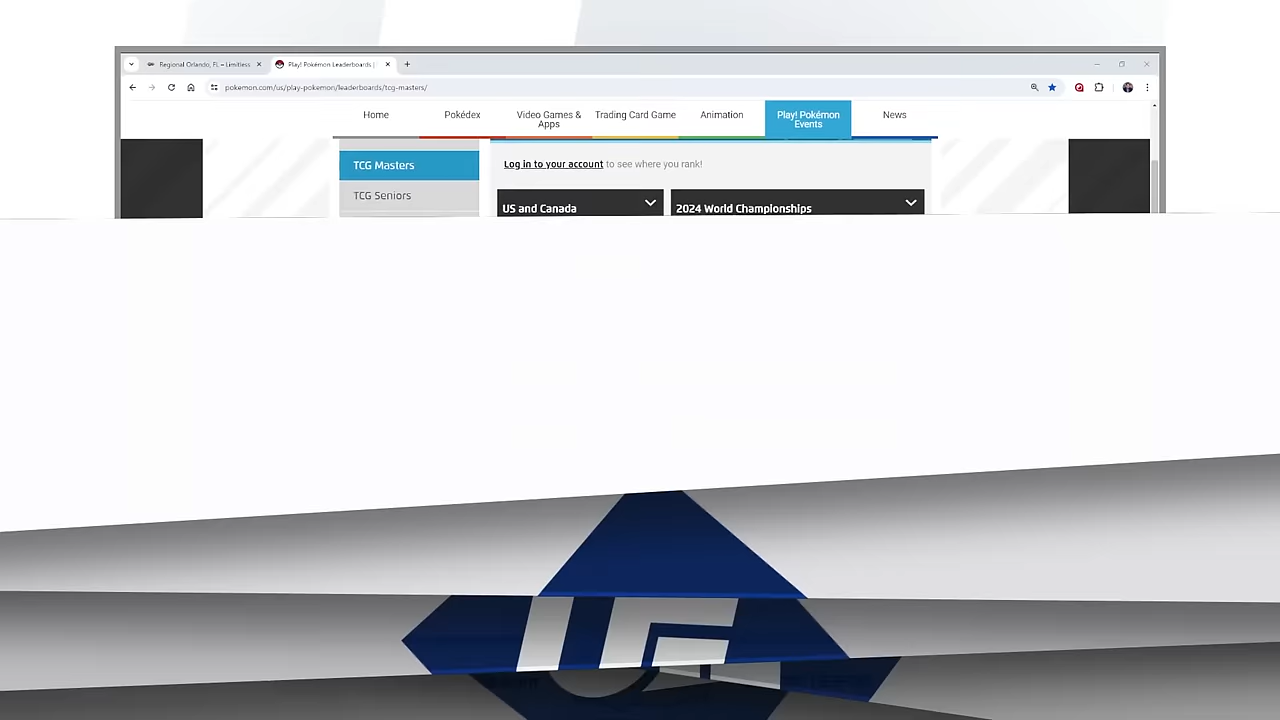 Regional Orlando, FL – Limitless
Play! Pokémon Leaderboards |
pokemon.com/us/play-pokemon/leaderboards/tcg-masters/
Home
Pokédex
Video Games &
Apps
Trading Card Game
Animation
Play! Pokémon
Events
News
TCG Masters
TCG Seniors
Log in to your account to see where you rank!
US and Canada
2024 World Championships